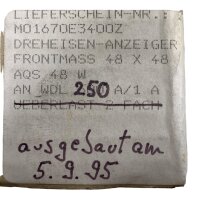 LIEFERSCHEIN-NR.:
M01670E3400Z
DREHEISEN-ANZEIGER
FRONTMASS 48 X 48
AQS 48 W
AN WDL 250 A/1 A
UEBERLAST 2-FACH
ausgebaut am
5.9.95